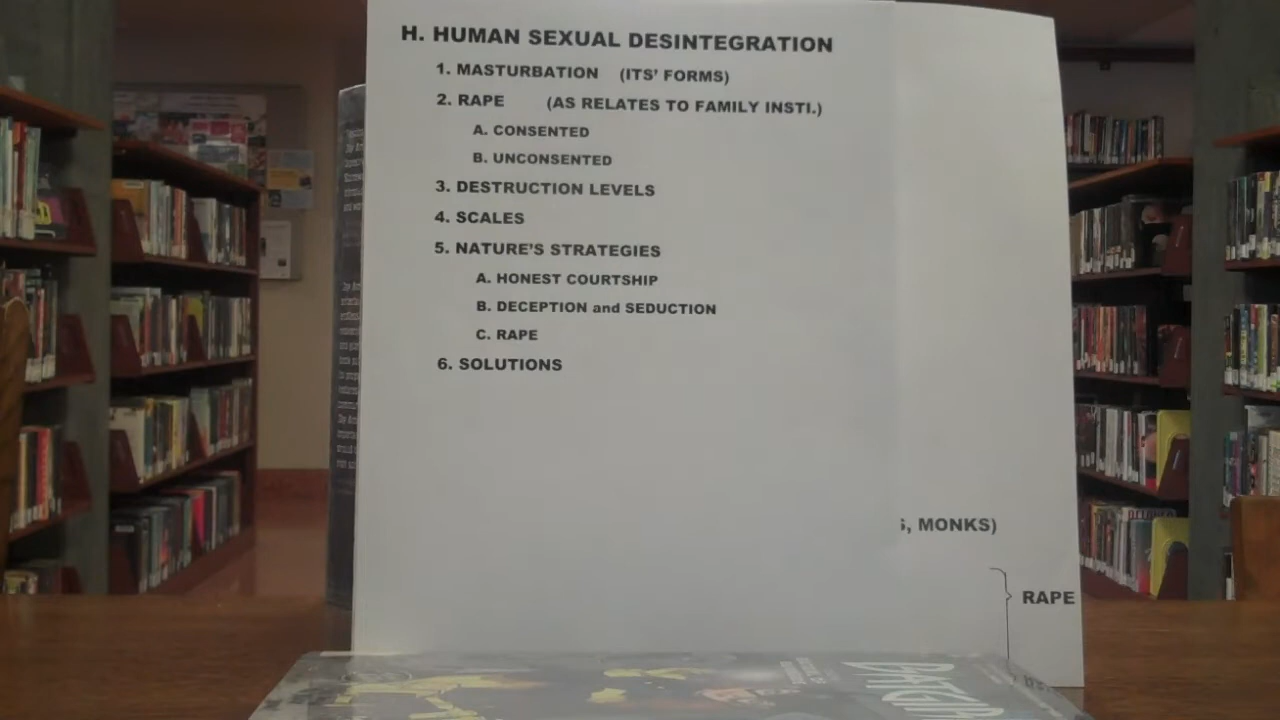 H. HUMAN SEXUAL DESINTEGRATION
1. MASTURBATION (ITS' FORMS)
2. RAPE (AS RELATES TO FAMILY INSTI.)
A. CONSENTED
B. UNCONSENTED
3. DESTRUCTION LEVELS
4. SCALES
5. NATURE'S STRATEGIES
A. HONEST COURTSHIP
B. DECEPTION and SEDUCTION
C. RAPE
6. SOLUTIONS
, MONKS)
RAPE